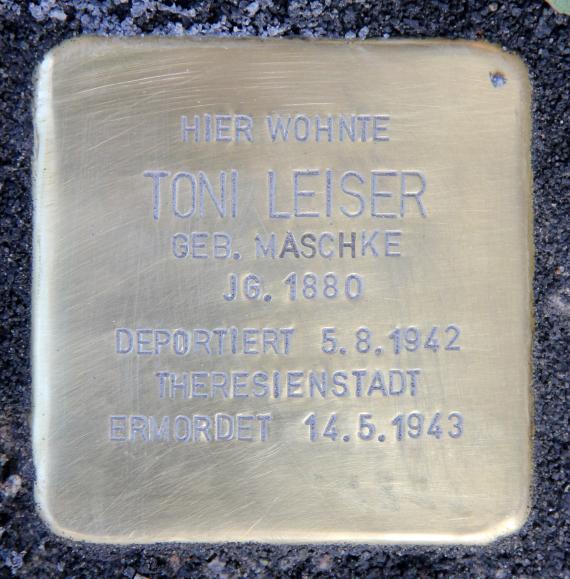 HIER WOHNTE
TONI LEISER
GEB. MASCHKE
JG. 1880
DEPORTIERT 5.8.1942
THERESIENSTADT
ERMORDET 14.5.1943